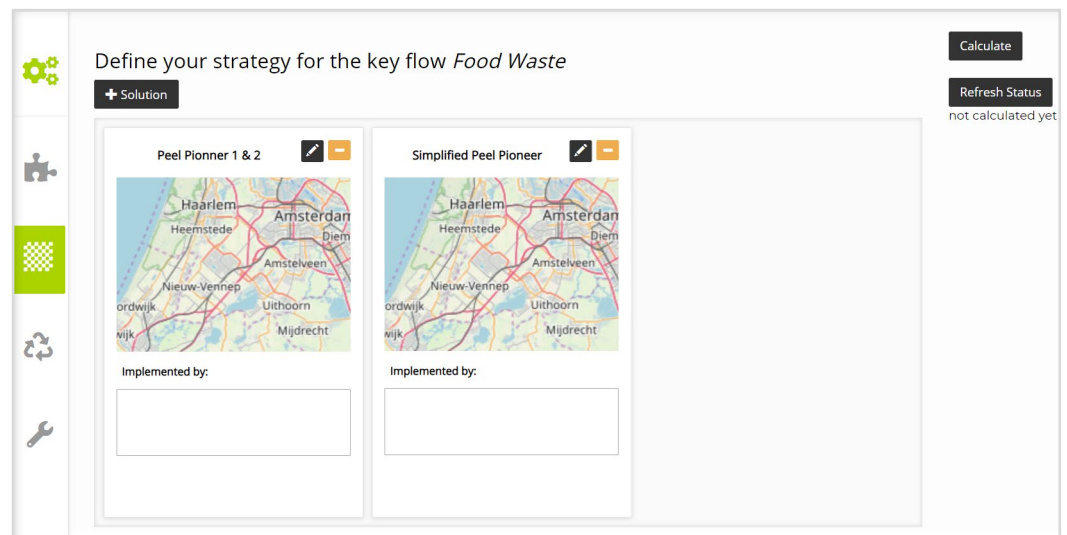 Define your strategy for the key flow Food Waste
+ Solution
Calculate
Refresh Status
not calculated yet
Peel Pionner 1 & 2
Haarlem
Amsterdam
Heemstede
Diem
Amstelveen
Nieuw-Vennep
ordwijk
Uithoorn
Mijdrecht
wijk
Implemented by:
Simplified Peel Pioneer
Haarlem
Amsterdam
Heemstede
Diem
Amstelveen
Nieuw-Vennep
ordwijk
Uithoorn
Mijdrecht
wijk
Implemented by: